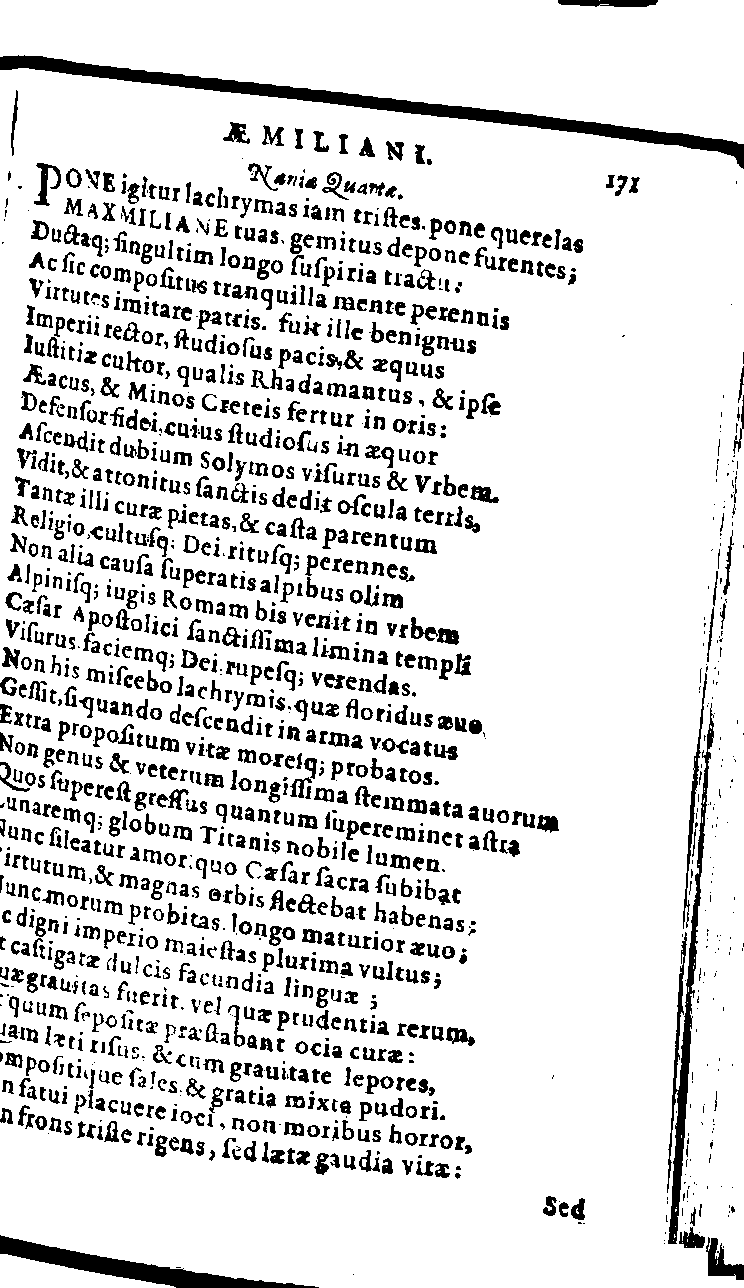 ÆMILIANI.
171
Næniæ Quarta.
PONE igitur lachrymas iam tristes. pone querelas
MAXMILIANE tuas. gemitus depone furentes;
Ductaq; singultim longo suspiria tractu:
Ac sic compositus tranquilla mente perennis
Virtutes imitare patris. fuit ille benignus
Imperii rector, studiosus pacis, & æquus
Iustitiæ cultor, qualis Rhadamantus, & ipse
Æacus, & Minos Creteis fertur in oris:
Defensor fidei. cuius studiosus in æquor
Ascendit dubium Solymos visurus & Vrbem.
Vidit, & attonitus sanctis dedit oscula terris,
Tantæ illi curæ pietas, & casta parentum
Religio, cultusq; Dei. ritusq; perennes.
Non alia causa superatis alpibus olim
Alpinisq; iugis Romam bis venit in vrbem
Cæsar Apostolici sanctissima limina templi
Visurus. faciemq; Dei. rupesq; verendas.
Non his miscebo lachrymis. quæ floridus æuo
Gessit, si quando descendit in arma vocatus
Extra propositum vitæ moresq; probatos.
Non genus & veterum longissima stemmata auorum
Quos superest gressus quantum supereminet astra
Lunaremq; globum Titanis nobile lumen.
Nunc sileatur amor. quo Cæsar sacra subibat
Virtutum, & magnas orbis flectebat habenas;
Nunc morum probitas. longo maturior æuo;
c digni imperio maiestas plurima vultus;
t castigatæ dulcis facundia linguæ;
uæ grauitas fuerit. vel quæ prudentia rerum,
quum sepositæ præstabant ocia curæ:
uam læti risus. & cum grauitate lepores,
ompositique sales. & gratia mixta pudori.
n fatui placuere ioci, non moribus horror,
n frons triste rigens, sed lætæ gaudia vitæ:
Sed